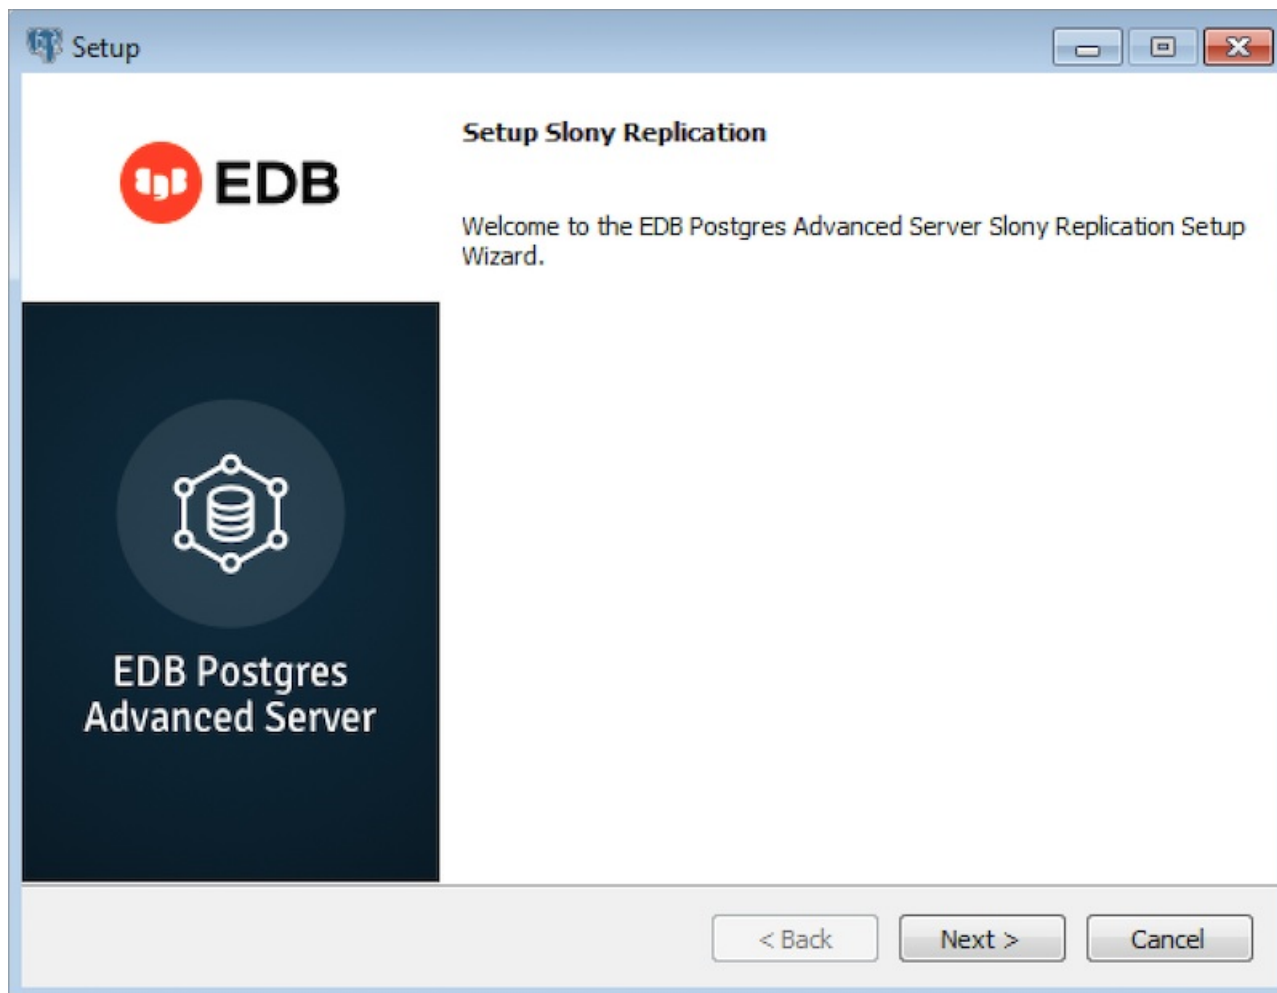 Setup
EDB
Setup Slony Replication
Welcome to the EDB Postgres Advanced Server Slony Replication Setup
Wizard.
EDB Postgres
Advanced Server
< Back
Next >
Cancel